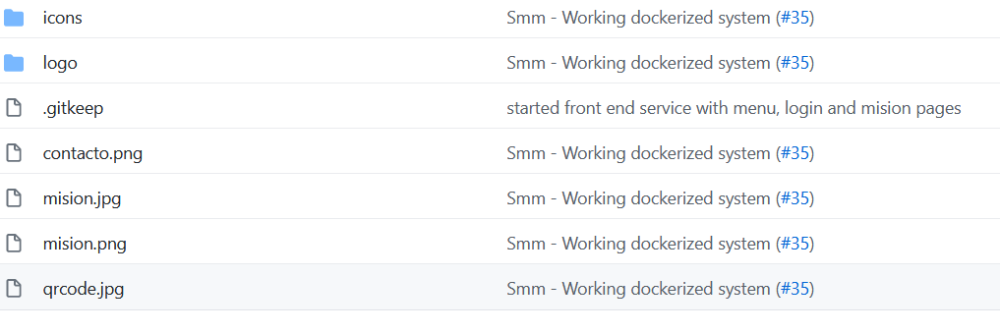 icons Smm - Working dockerized system (#35)
logo Smm - Working dockerized system (#35)
.gitkeep started front end service with menu, login and mision pages
contacto.png Smm - Working dockerized system (#35)
mision.jpg Smm - Working dockerized system (#35)
mision.png Smm - Working dockerized system (#35)
qrcode.jpg Smm - Working dockerized system (#35)